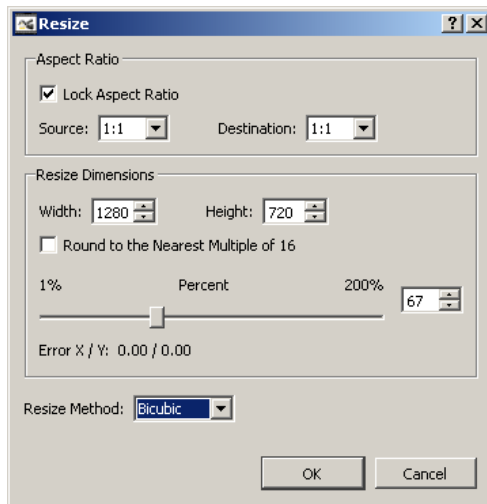 Resize
Aspect Ratio
Lock Aspect Ratio
Source: 1:1 Destination: 1:1
Resize Dimensions
Width: 1280 Height: 720
Round to the Nearest Multiple of 16
1% Percent 200%
67
Error X / Y: 0.00 / 0.00
Resize Method: Bicubic
OK Cancel